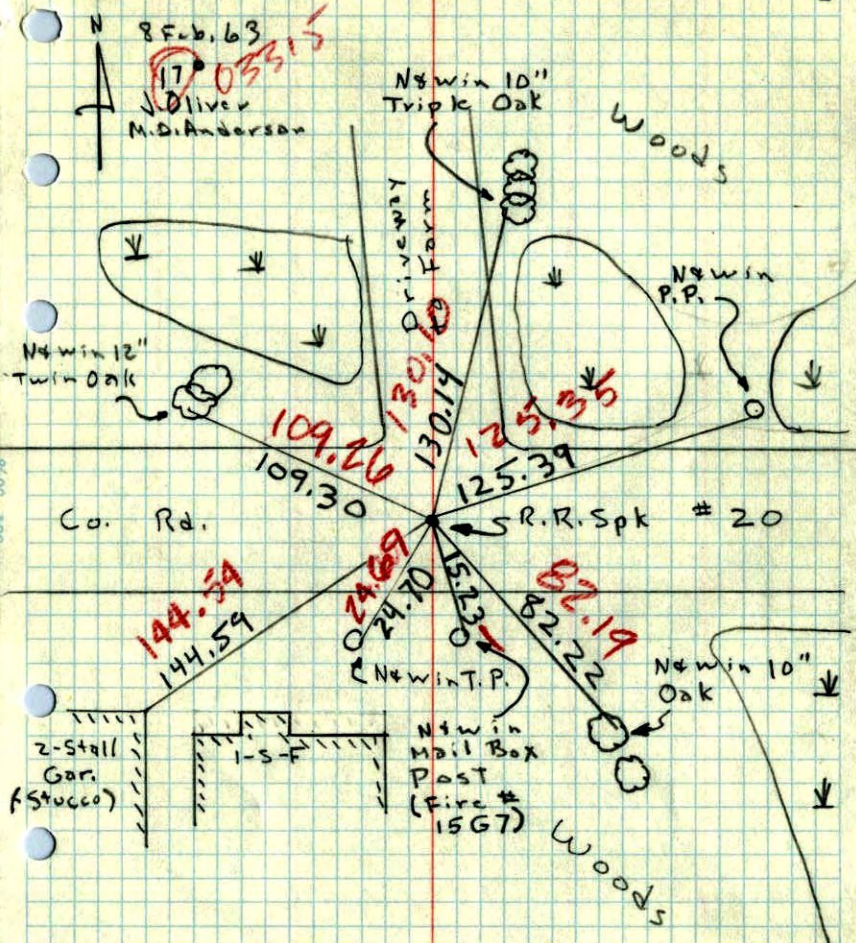 N
8 Feb. 63
17 03315
J. Oliver
M.D. Anderson
N&W in 10"
Triple Oak
Woods
Driveway
to Farm
N&W in
P.P.
N&W in 12"
Twin Oak
109.26
109.30
130.10
130.14
125.35
125.39
Co. Rd.
R.R. Spk # 20
144.54
144.59
24.69
24.70
15.23
82.19
82.22
N&W in T.P.
N&W in 10"
Oak
2-Stall
Gar.
(Stucco)
1-S-F
N&W in
Mail Box
Post
(Fire #
15G7)
Woods